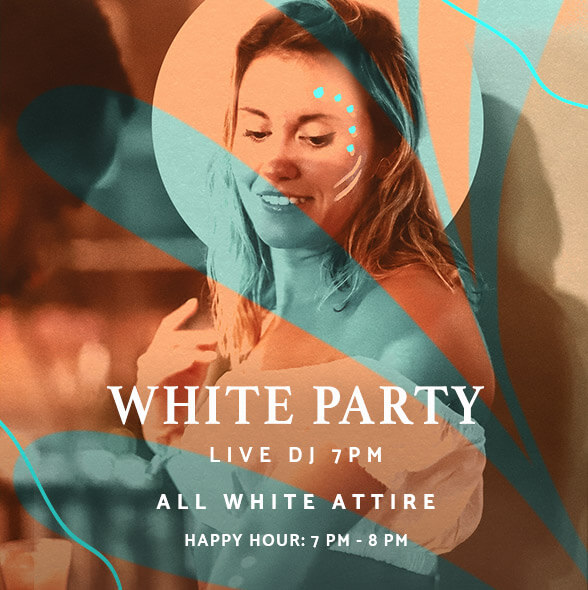 WHITE PARTY
LIVE DJ 7PM
ALL WHITE ATTIRE
HAPPY HOUR: 7 PM - 8 PM